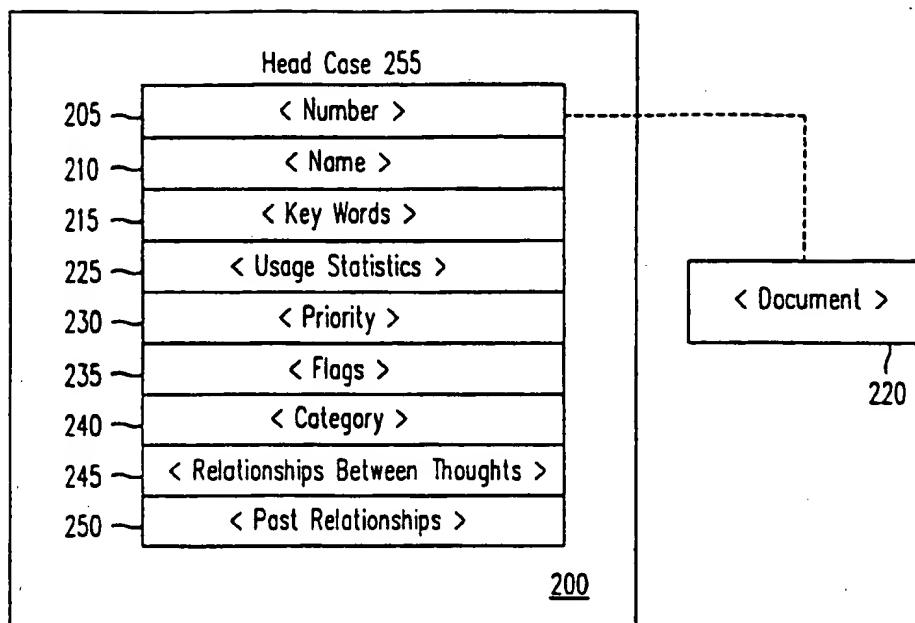 Head Case 255
205 < Number >
210 < Name >
215 < Key Words >
225 < Usage Statistics >
230 < Priority >
< Document >
235 < Flags >
220
240 < Category >
245 < Relationships Between Thoughts >
250 < Past Relationships >
200